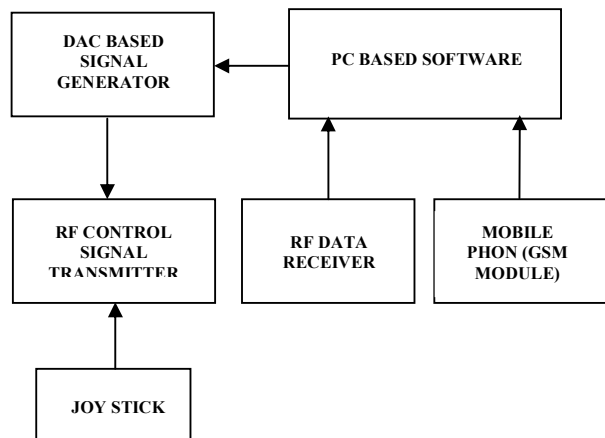 DAC BASED
SIGNAL
GENERATOR
PC BASED SOFTWARE
RF CONTROL
SIGNAL
TRANSMITTER
RF DATA
RECEIVER
MOBILE
PHON (GSM
MODULE)
JOY STICK